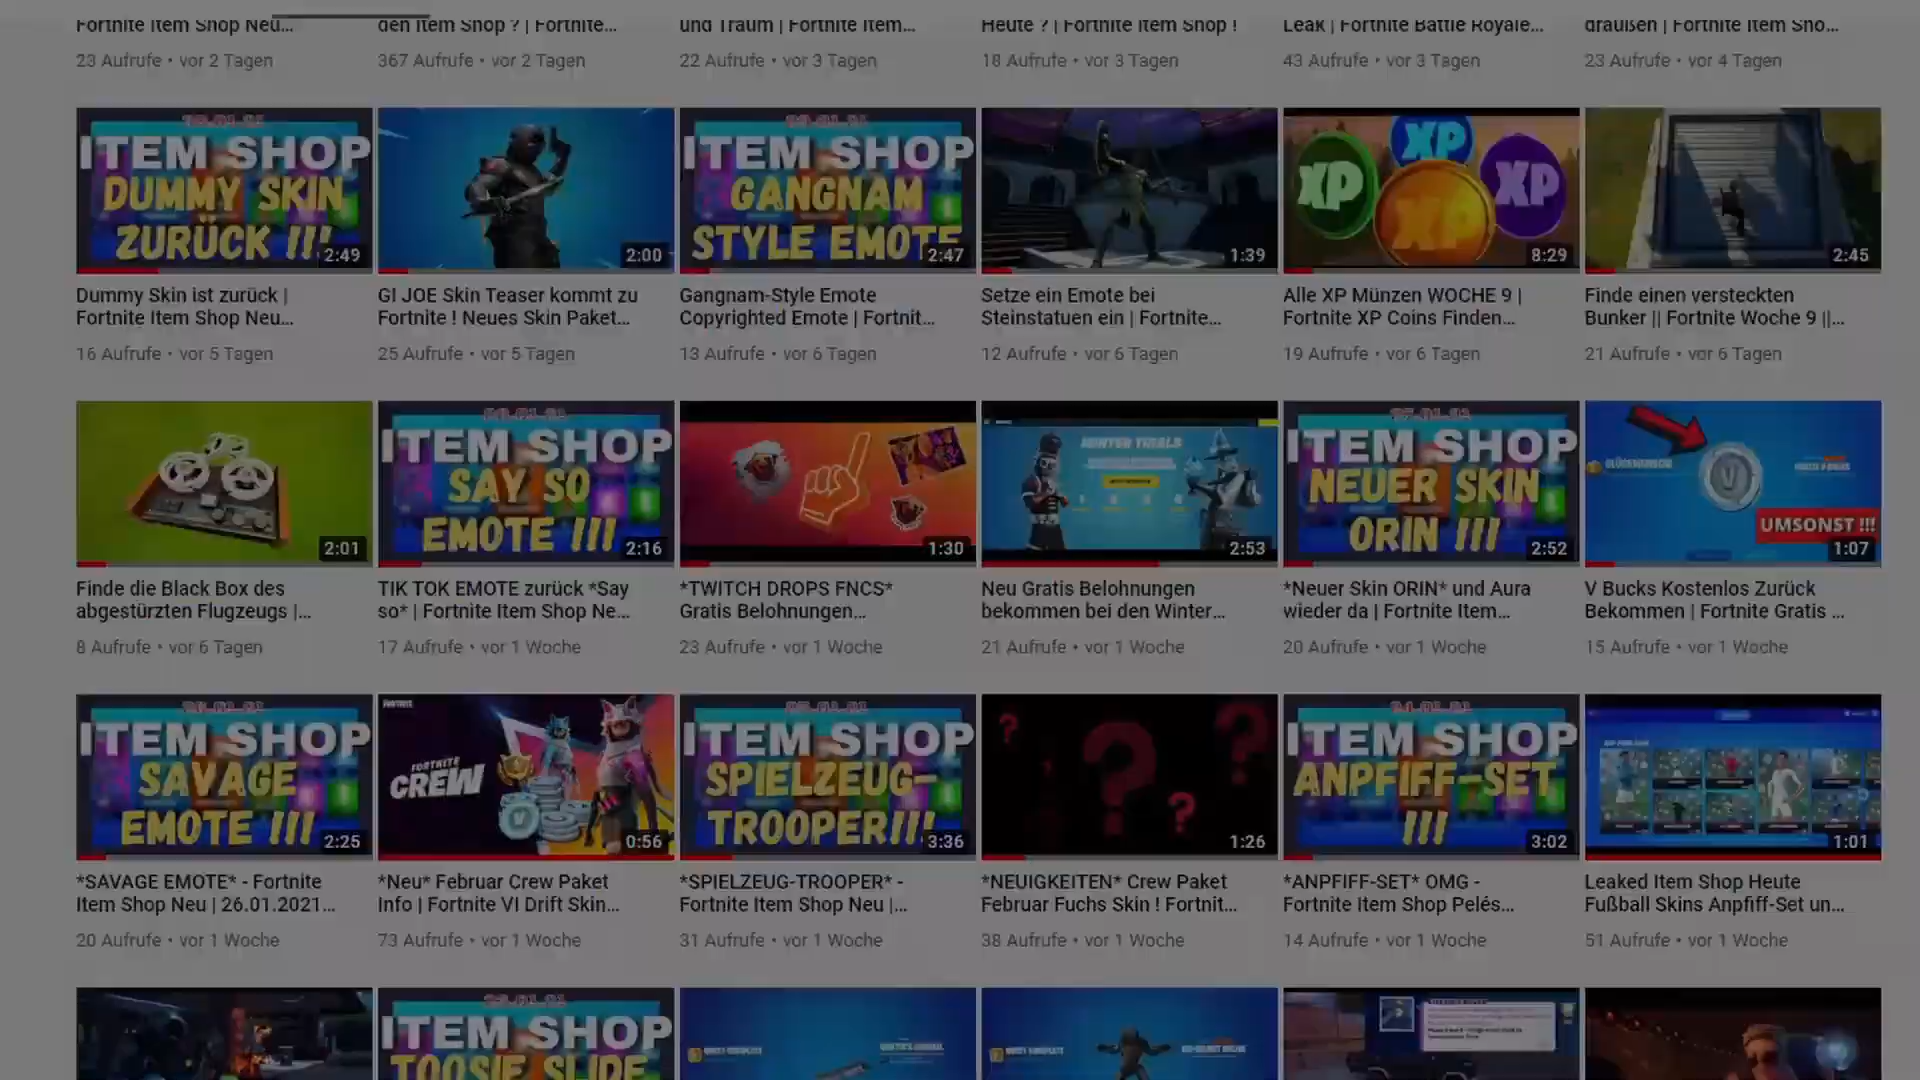 Fortnite Item Shop Neu...
den Item Shop ? | Fortnite...
und Traum | Fortnite Item...
Heute ? | Fortnite Item Shop !
Leak | Fortnite Battle Royale...
draußen | Fortnite Item Sho...
23 Aufrufe • vor 2 Tagen
367 Aufrufe • vor 2 Tagen
22 Aufrufe • vor 3 Tagen
18 Aufrufe • vor 3 Tagen
43 Aufrufe • vor 3 Tagen
23 Aufrufe • vor 4 Tagen
ITEM SHOP
DUMMY SKIN
ZURÜCK !!!
2:49
2:00
ITEM SHOP
GANGNAM
STYLE EMOTE
2:47
1:39
XP
XP
XP
XP
8:29
2:45
Dummy Skin ist zurück |
Fortnite Item Shop Neu...
16 Aufrufe • vor 5 Tagen
GI JOE Skin Teaser kommt zu
Fortnite ! Neues Skin Paket...
25 Aufrufe • vor 5 Tagen
Gangnam-Style Emote
Copyrighted Emote | Fortnit...
13 Aufrufe • vor 6 Tagen
Setze ein Emote bei
Steinstatuen ein | Fortnite...
12 Aufrufe • vor 6 Tagen
Alle XP Münzen WOCHE 9 |
Fortnite XP Coins Finden...
19 Aufrufe • vor 6 Tagen
Finde einen versteckten
Bunker || Fortnite Woche 9 ||...
21 Aufrufe • vor 6 Tagen
2:01
ITEM SHOP
SAY SO
EMOTE !!!
2:16
1:30
WINTER TRIALS
2:53
ITEM SHOP
NEUER SKIN
ORIN !!!
2:52
V
UMSONST !!!
1:07
Finde die Black Box des
abgestürzten Flugzeugs |...
8 Aufrufe • vor 6 Tagen
TIK TOK EMOTE zurück *Say
so* | Fortnite Item Shop Ne...
17 Aufrufe • vor 1 Woche
*TWITCH DROPS FNCS*
Gratis Belohnungen...
23 Aufrufe • vor 1 Woche
Neu Gratis Belohnungen
bekommen bei den Winter...
21 Aufrufe • vor 1 Woche
*Neuer Skin ORIN* und Aura
wieder da | Fortnite Item...
20 Aufrufe • vor 1 Woche
V Bucks Kostenlos Zurück
Bekommen | Fortnite Gratis ...
15 Aufrufe • vor 1 Woche
ITEM SHOP
SAVAGE
EMOTE !!!
2:25
FORTNITE
FORTNITE
CREW
V
0:56
ITEM SHOP
SPIELZEUG-
TROOPER!!!
3:36
? ? ? ?
1:26
ITEM SHOP
ANPFIFF-SET
!!!
3:02
1:01
*SAVAGE EMOTE* - Fortnite
Item Shop Neu | 26.01.2021...
20 Aufrufe • vor 1 Woche
*Neu* Februar Crew Paket
Info | Fortnite VI Drift Skin...
73 Aufrufe • vor 1 Woche
*SPIELZEUG-TROOPER* -
Fortnite Item Shop Neu |...
31 Aufrufe • vor 1 Woche
*NEUIGKEITEN* Crew Paket
Februar Fuchs Skin ! Fortnit...
38 Aufrufe • vor 1 Woche
*ANPFIFF-SET* OMG -
Fortnite Item Shop Pelés...
14 Aufrufe • vor 1 Woche
Leaked Item Shop Heute
Fußball Skins Anpfiff-Set un...
51 Aufrufe • vor 1 Woche
ITEM SHOP
TOOSIE SLIDE